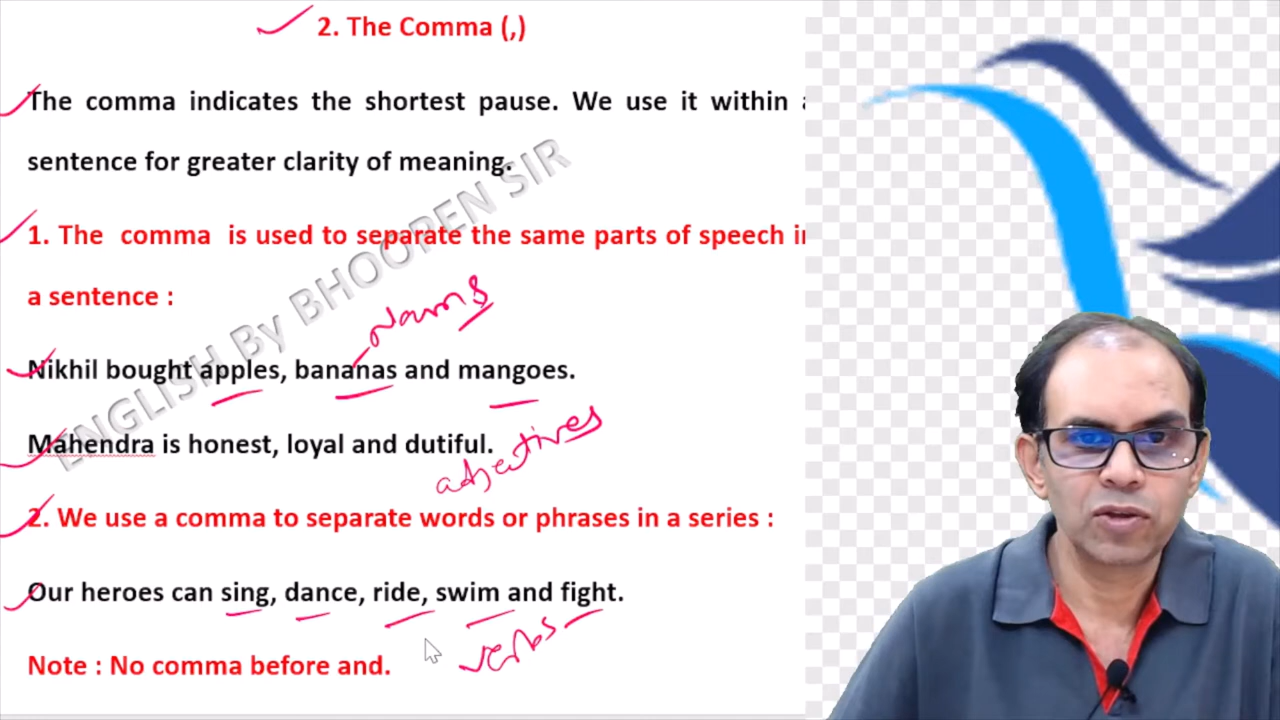 2. The Comma (,)
The comma indicates the shortest pause. We use it within a
sentence for greater clarity of meaning.
1. The comma is used to separate the same parts of speech in
a sentence :
Nouns
Nikhil bought apples, bananas and mangoes.
Mahendra is honest, loyal and dutiful.
adjectives
2. We use a comma to separate words or phrases in a series :
Our heroes can sing, dance, ride, swim and fight.
verbs
Note : No comma before and.
ENGLISH By BHOOPEN SIR